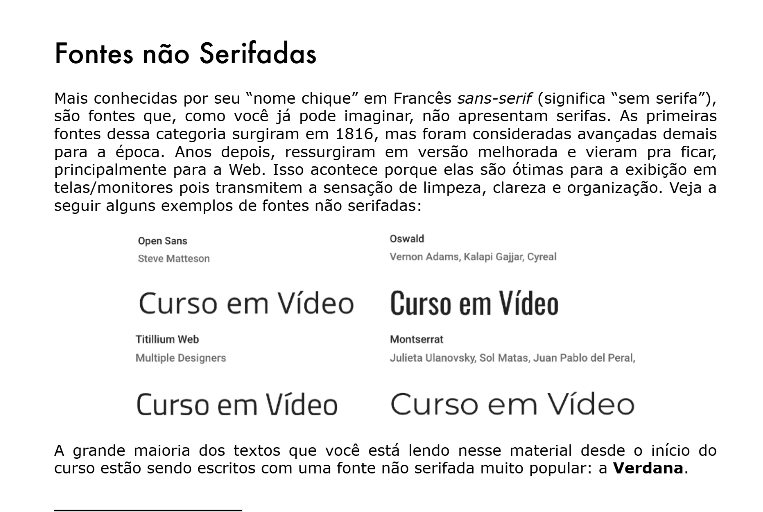 Fontes não Serifadas
Mais conhecidas por seu “nome chique” em Francês sans-serif (significa “sem serifa”),
são fontes que, como você já pode imaginar, não apresentam serifas. As primeiras
fontes dessa categoria surgiram em 1816, mas foram consideradas avançadas demais
para a época. Anos depois, ressurgiram em versão melhorada e vieram pra ficar,
principalmente para a Web. Isso acontece porque elas são ótimas para a exibição em
telas/monitores pois transmitem a sensação de limpeza, clareza e organização. Veja a
seguir alguns exemplos de fontes não serifadas:
Open Sans
Steve Matteson
Curso em Vídeo
Oswald
Vernon Adams, Kalapi Gajjar, Cyreal
Curso em Vídeo
Titillium Web
Multiple Designers
Curso em Vídeo
Montserrat
Julieta Ulanovsky, Sol Matas, Juan Pablo del Peral,
Curso em Vídeo
A grande maioria dos textos que você está lendo nesse material desde o início do
curso estão sendo escritos com uma fonte não serifada muito popular: a Verdana.